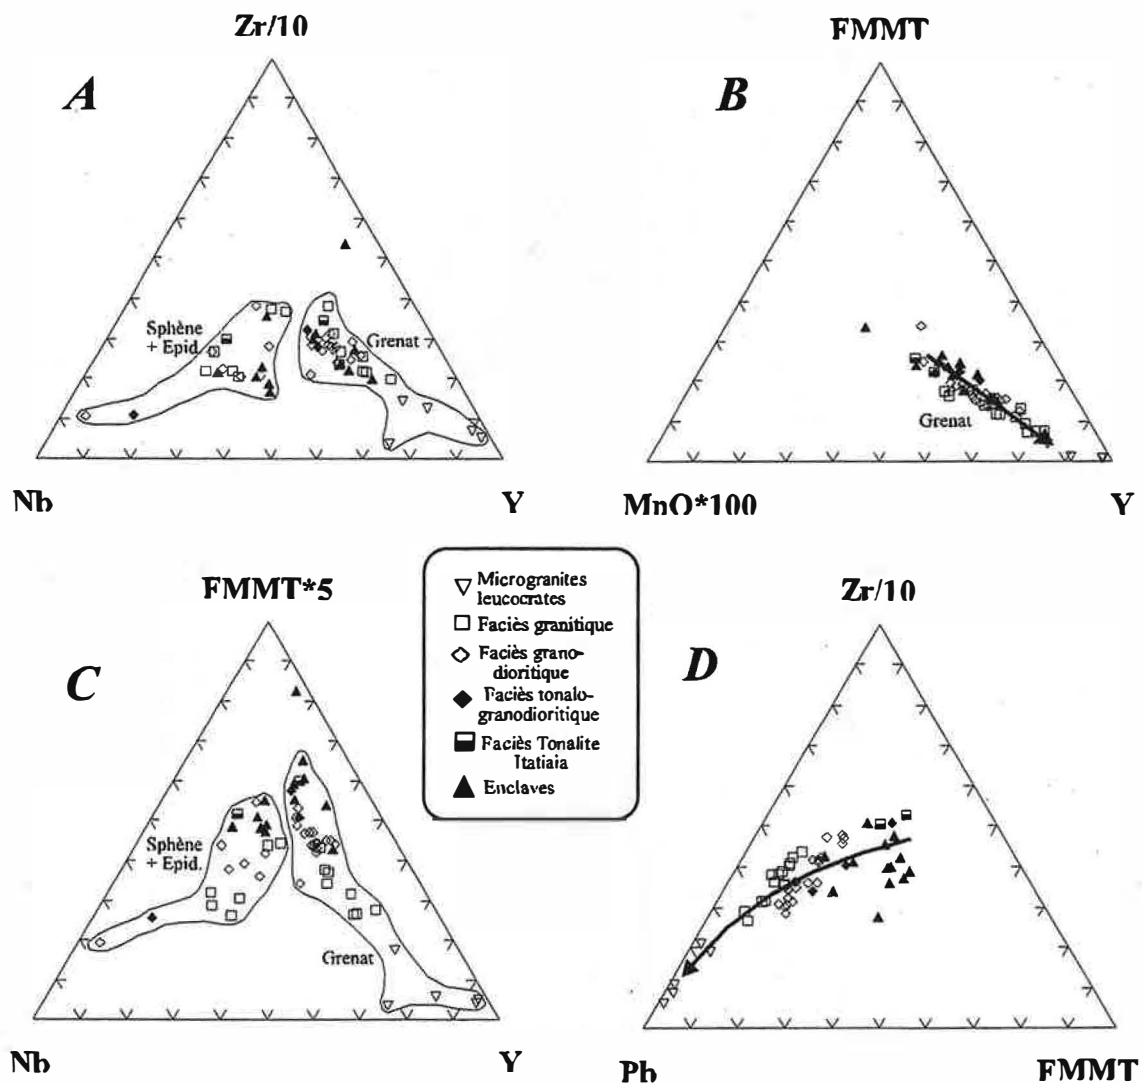 Zr/10
A
Sphène
+ Epid.
Grenat
Nb
Y
FMMT
B
Grenat
MnO*100
Y
FMMT*5
C
Sphène
+ Epid.
Grenat
Nb
Y
Microgranites
leucocrates
Faciès granitique
Faciès grano-
dioritique
Faciès tonalo-
granodioritique
Faciès Tonalite
Itatiaia
Enclaves
Zr/10
D
Pb
FMMT